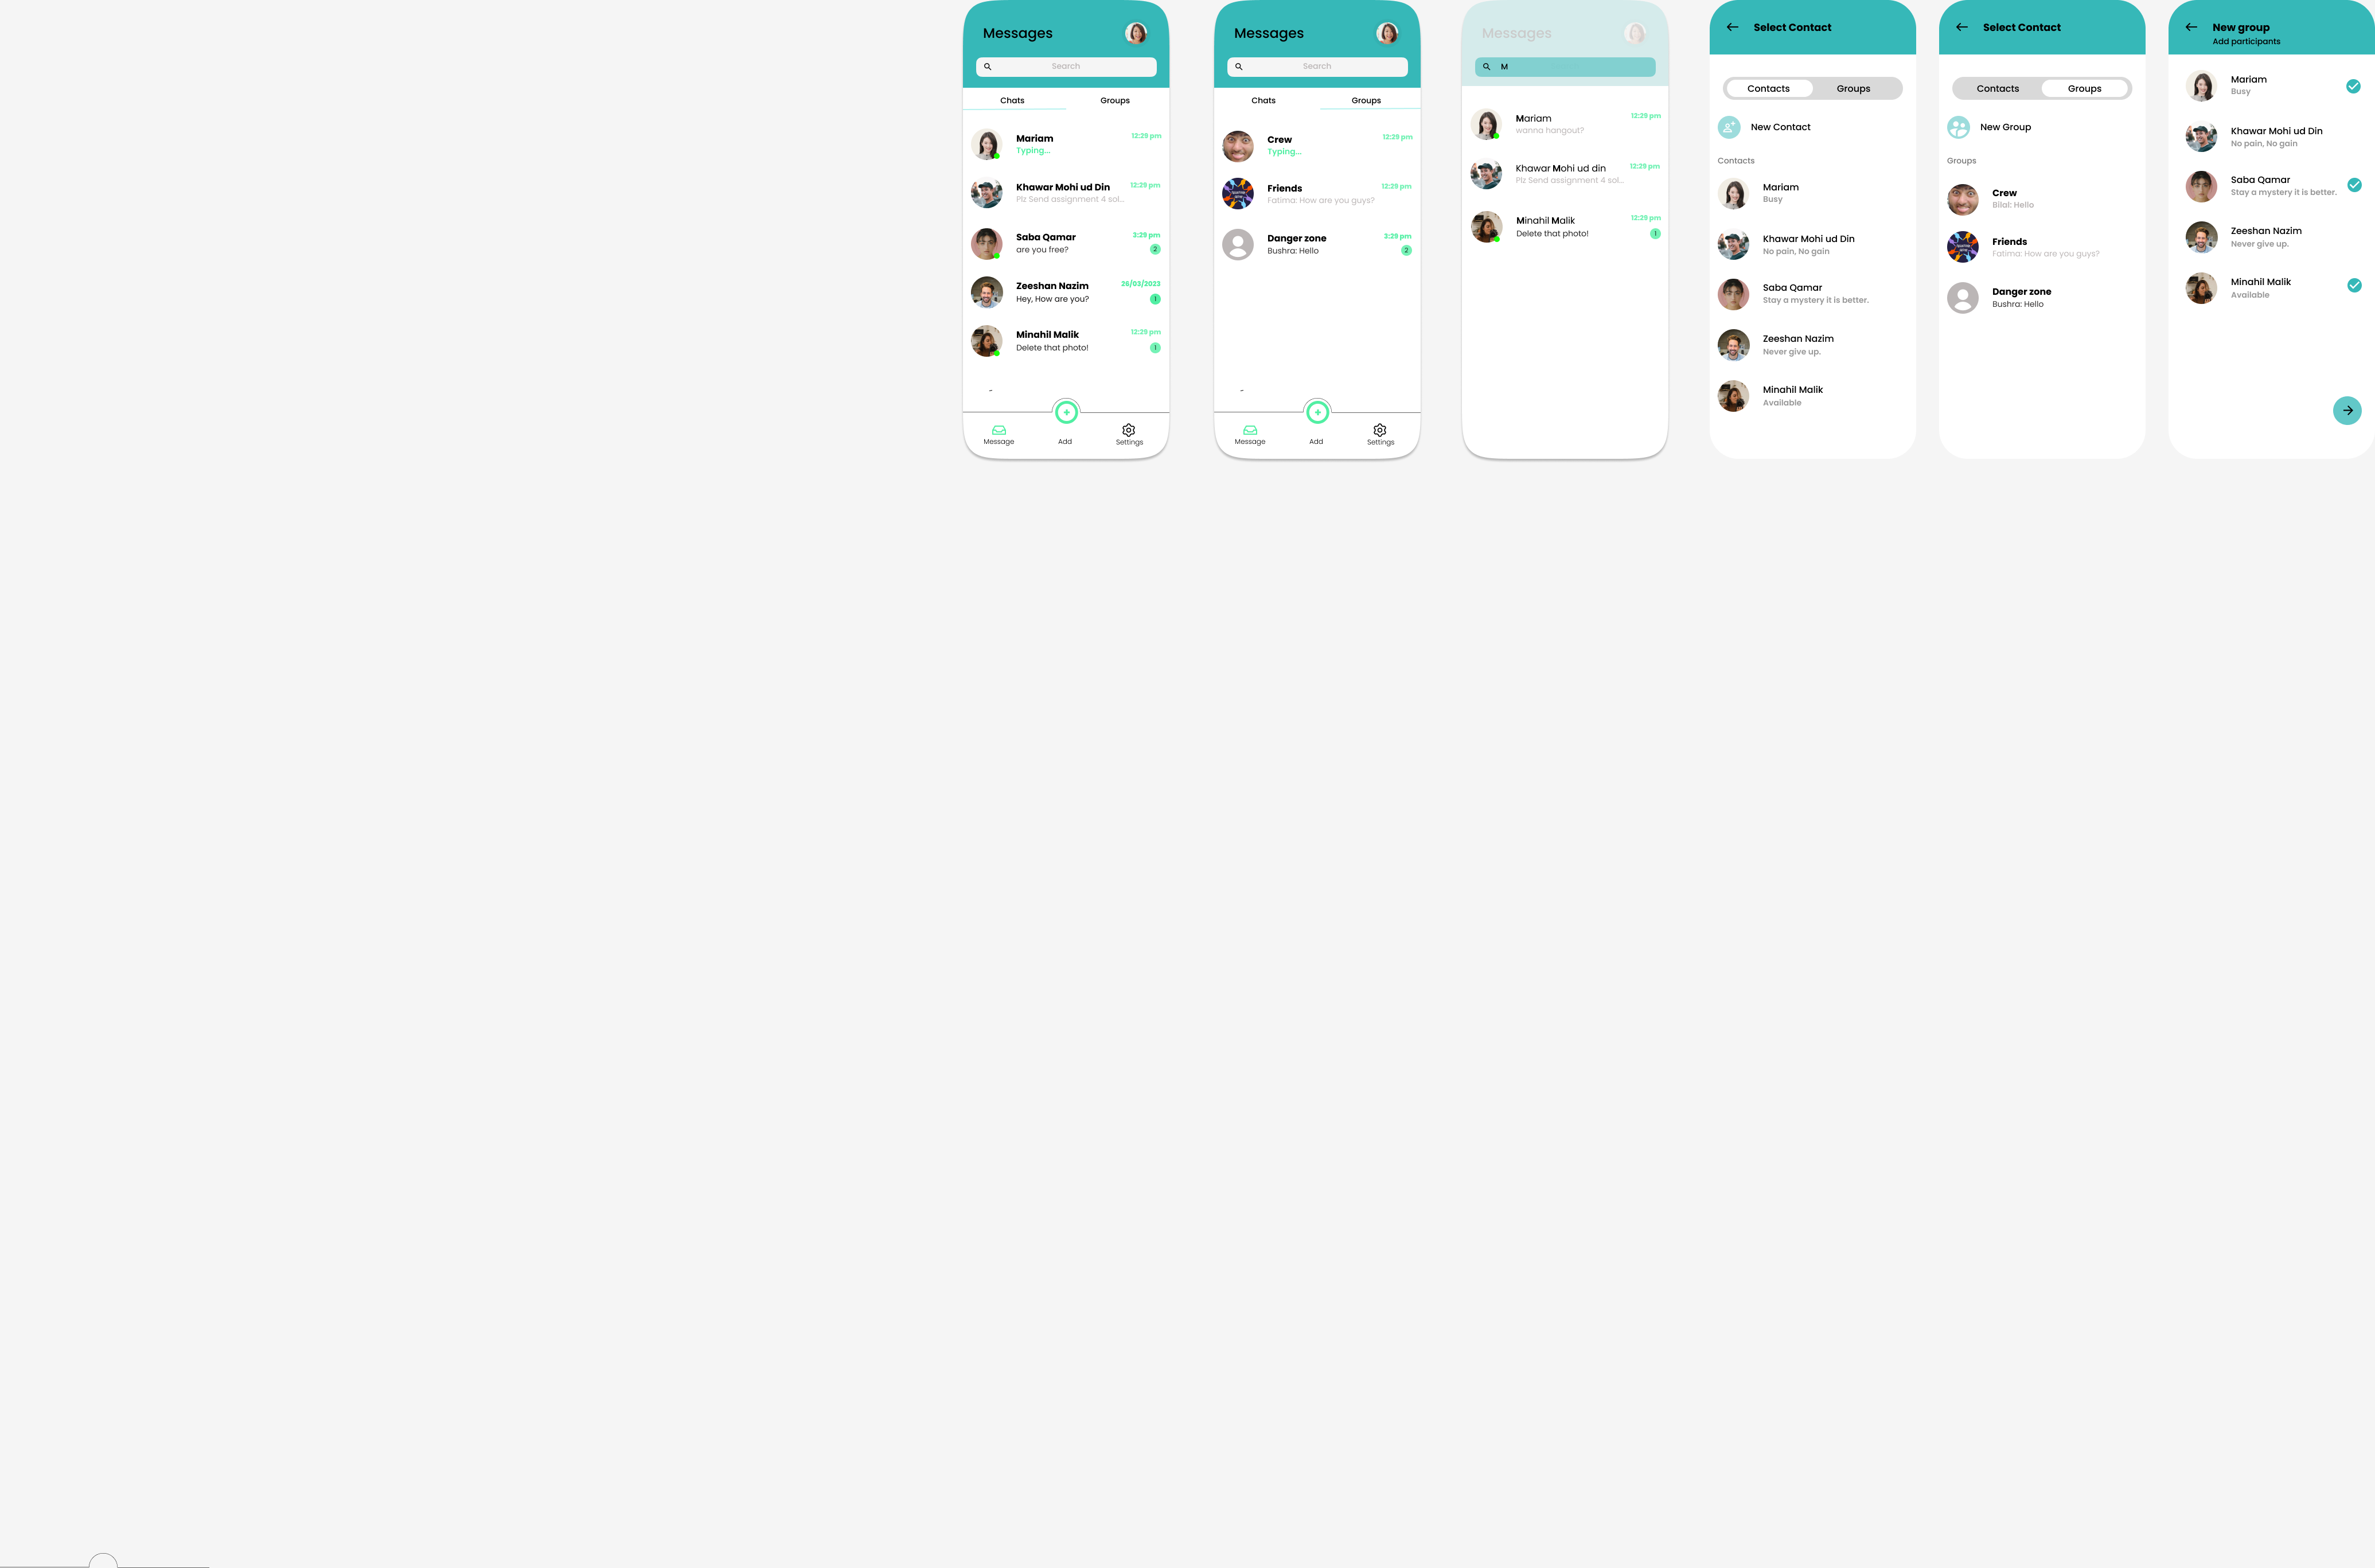 Messages
Search
Chats Groups
Mariam 12:29 pm
Typing...
Khawar Mohi ud Din 12:29 pm
Plz Send assignment 4 sol...
Saba Qamar 3:29 pm
are you free? 2
Zeeshan Nazim 26/03/2023
Hey, How are you? 1
Minahil Malik 12:29 pm
Delete that photo! 1
-
Message Add Settings
Messages
Search
Chats Groups
Crew 12:29 pm
Typing...
Friends 12:29 pm
Fatima: How are you guys?
Danger zone 3:29 pm
Bushra: Hello 2
-
Message Add Settings
Messages
M
Mariam 12:29 pm
wanna hangout?
Khawar Mohi ud din 12:29 pm
Plz Send assignment 4 sol...
Minahil Malik 12:29 pm
Delete that photo! 1
Select Contact
Contacts Groups
New Contact
Contacts
Mariam
Busy
Khawar Mohi ud Din
No pain, No gain
Saba Qamar
Stay a mystery it is better.
Zeeshan Nazim
Never give up.
Minahil Malik
Available
Select Contact
Contacts Groups
New Group
Groups
Crew
Bilal: Hello
Friends
Fatima: How are you guys?
Danger zone
Bushra: Hello
New group
Add participants
Mariam
Busy
Khawar Mohi ud Din
No pain, No gain
Saba Qamar
Stay a mystery it is better.
Zeeshan Nazim
Never give up.
Minahil Malik
Available